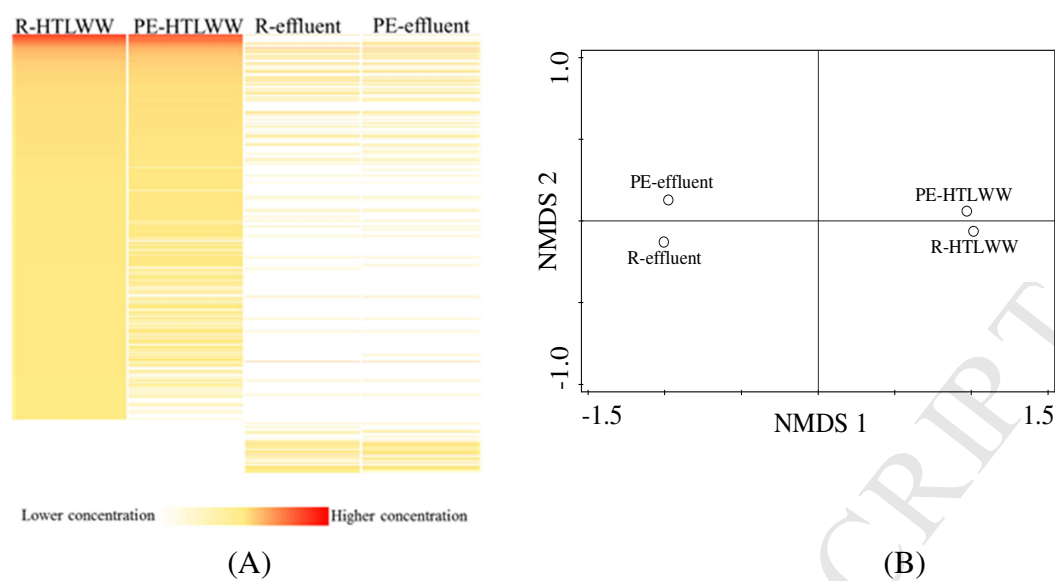 R-HTLWW PE-HTLWW R-effluent PE-effluent
Lower concentration Higher concentration
(A)
1.0
NMDS 2
-1.0
PE-effluent
R-effluent
PE-HTLWW
R-HTLWW
-1.5 NMDS 1 1.5
(B)
CRIPT